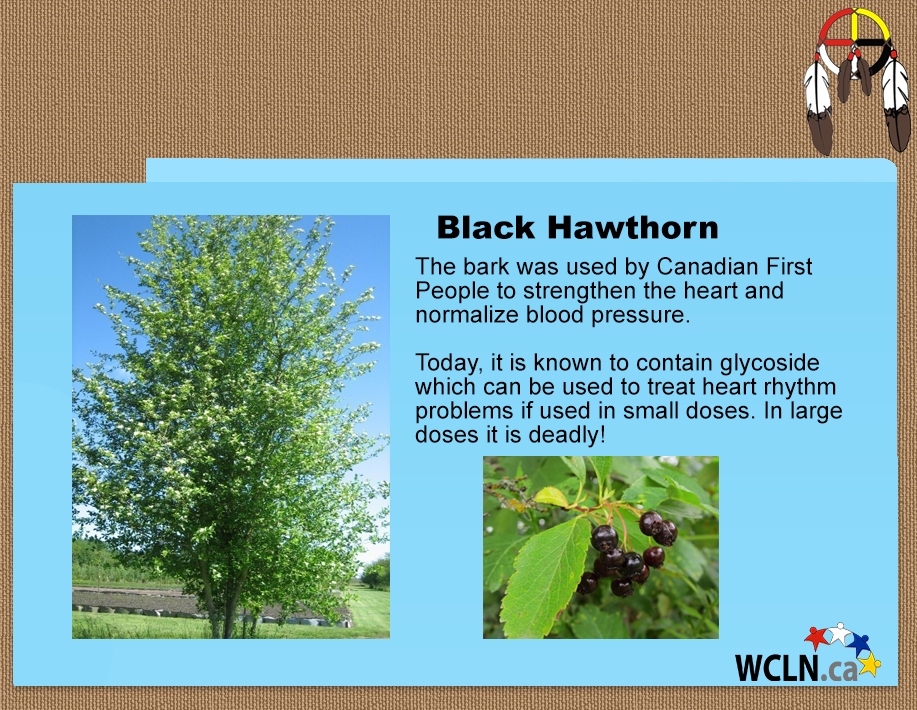 Black Hawthorn
The bark was used by Canadian First
People to strengthen the heart and
normalize blood pressure.
Today, it is known to contain glycoside
which can be used to treat heart rhythm
problems if used in small doses. In large
doses it is deadly!
WCLN.ca